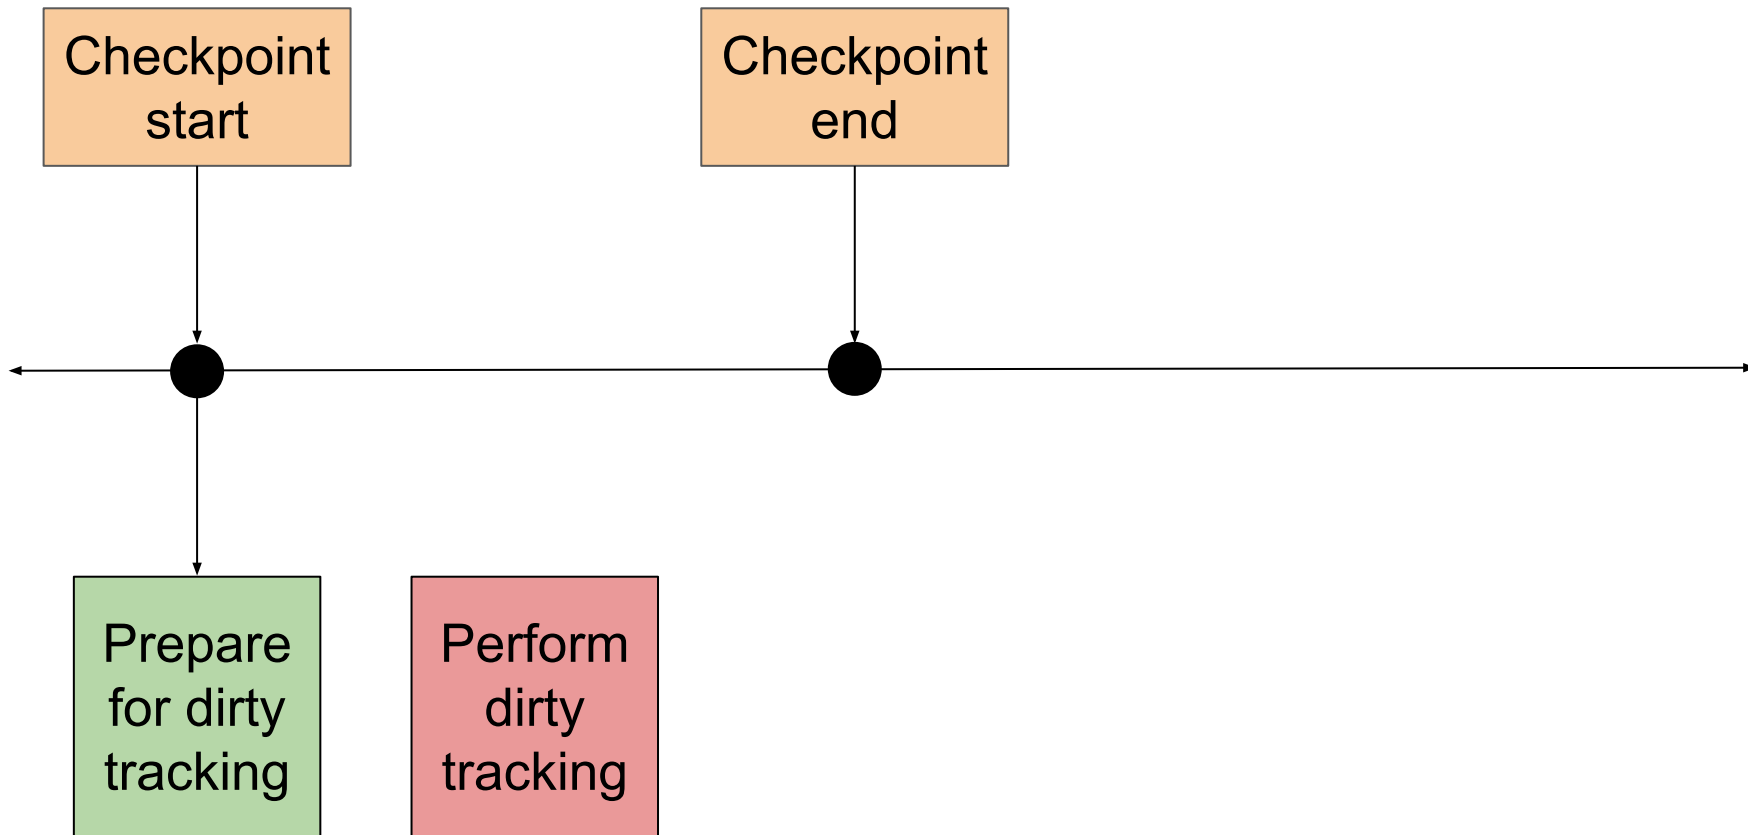 Checkpoint
start
Checkpoint
end
Prepare
for dirty
tracking
Perform
dirty
tracking